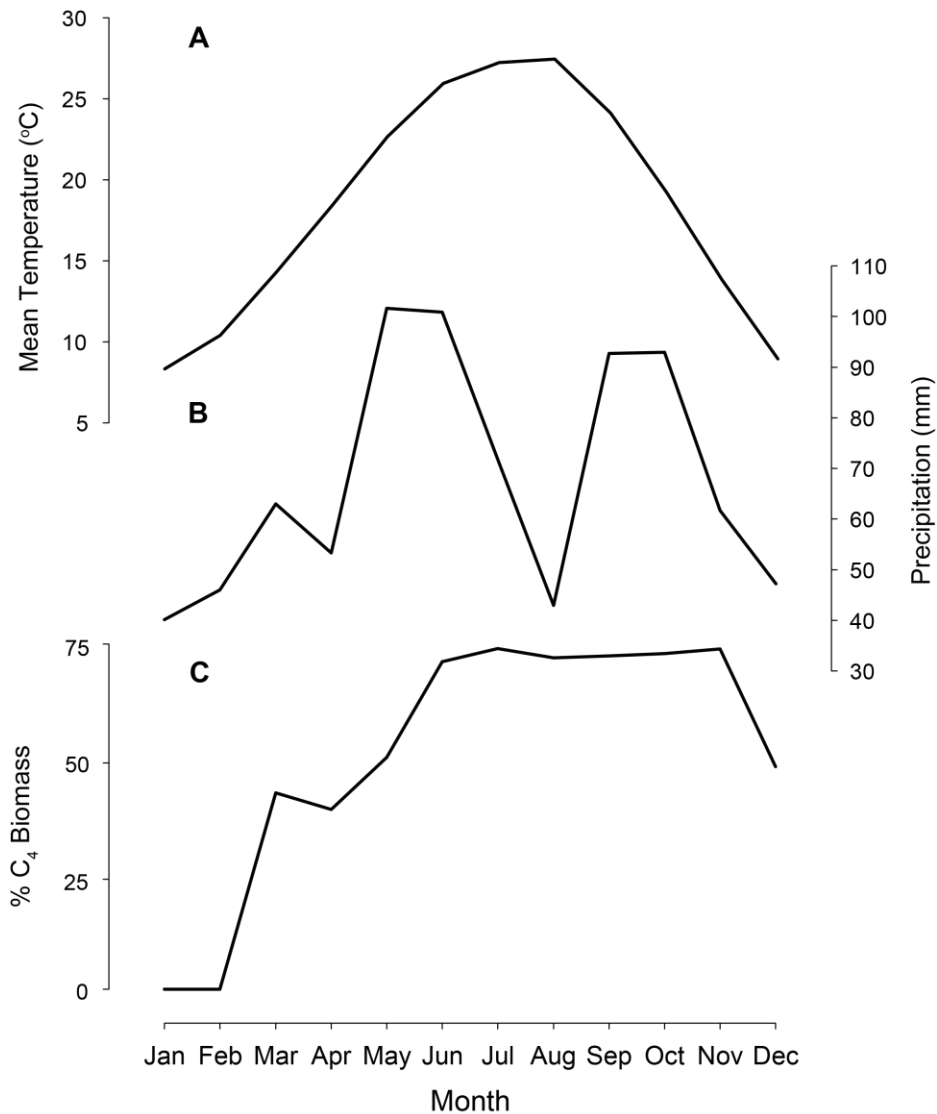 A
30
25
20
15
10
5
Mean Temperature (°C)
B
110
100
90
80
70
60
50
40
30
Precipitation (mm)
C
75
50
25
0
% C₄ Biomass
Jan Feb Mar Apr May Jun Jul Aug Sep Oct Nov Dec
Month